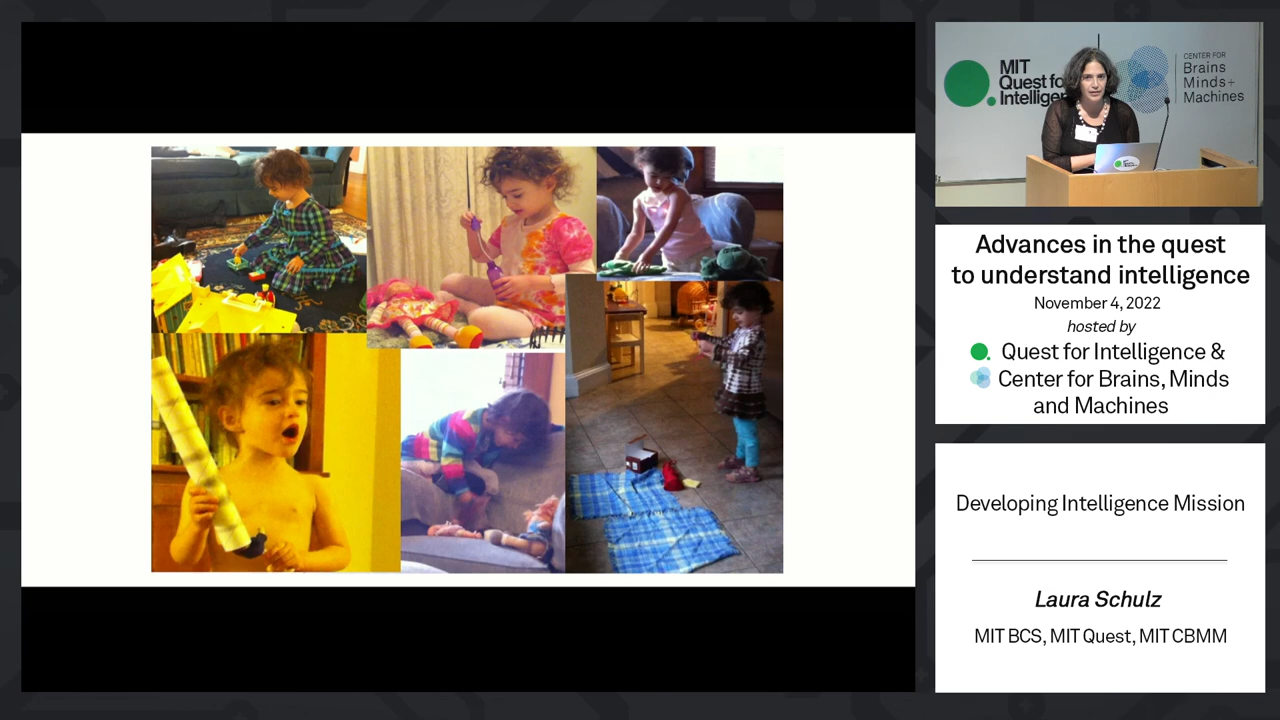 MIT
Quest fo
Intelligen
CENTER FOR
Brains
Minds+
Machines
Advances in the quest
to understand intelligence
November 4, 2022
hosted by
Quest for Intelligence &
Center for Brains, Minds
and Machines
Developing Intelligence Mission
Laura Schulz
MIT BCS, MIT Quest, MIT CBMM